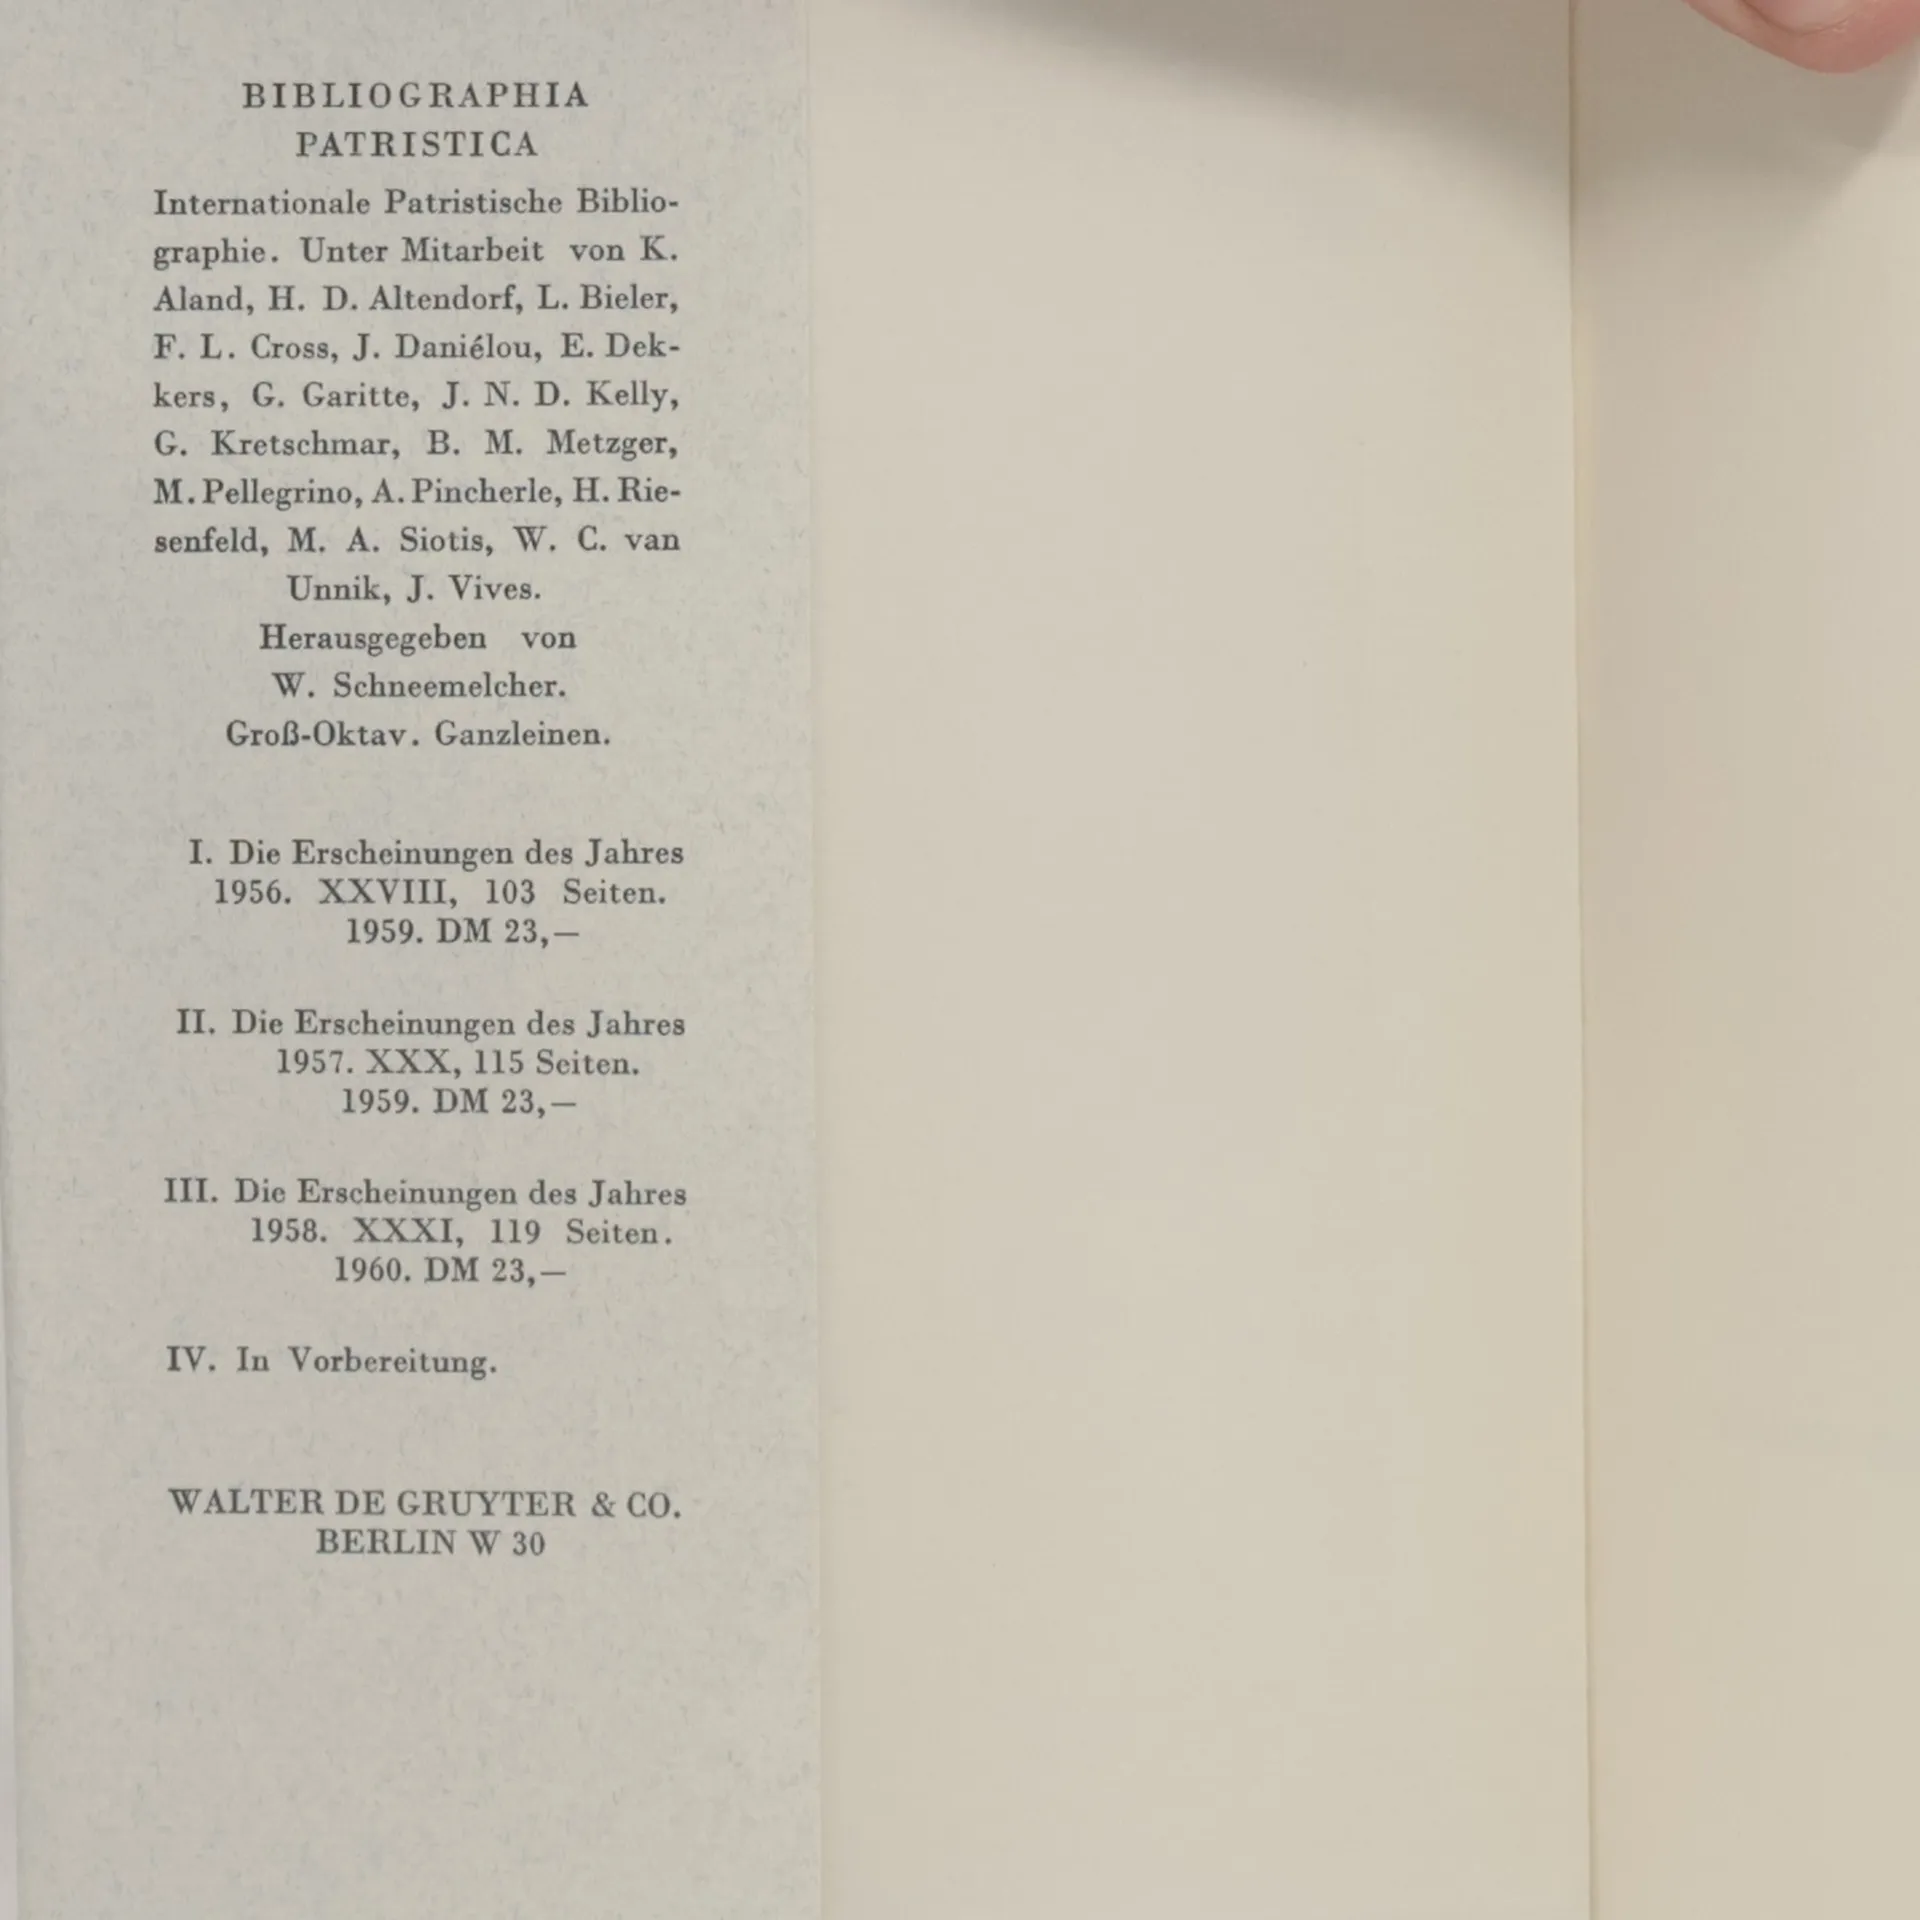 BIBLIOGRAPHIA
PATRISTICA
Internationale Patristische Biblio-
graphie. Unter Mitarbeit von K.
Aland, H. D. Altendorf, L. Bieler,
F. L. Cross, J. Daniélou, E. Dek-
kers, G. Garitte, J. N. D. Kelly,
G. Kretschmar, B. M. Metzger,
M. Pellegrino, A. Pincherle, H. Rie-
senfeld, M. A. Siotis, W. C. van
Unnik, J. Vives.
Herausgegeben von
W. Schneemelcher.
Groß-Oktav. Ganzleinen.
I. Die Erscheinungen des Jahres
1956. XXVIII, 103 Seiten.
1959. DM 23,—
II. Die Erscheinungen des Jahres
1957. XXX, 115 Seiten.
1959. DM 23,—
III. Die Erscheinungen des Jahres
1958. XXXI, 119 Seiten.
1960. DM 23,—
IV. In Vorbereitung.
WALTER DE GRUYTER & CO.
BERLIN W 30